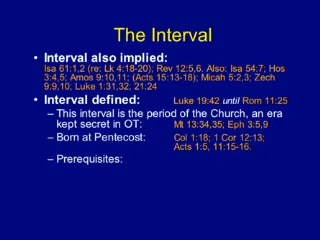 The Interval
• Interval also implied:
Isa 61:1,2 (re: Lk 4:18-20); Rev 12:5,6. Also: Isa 54:7; Hos
3:4,5; Amos 9:10,11; (Acts 15:13-18); Micah 5:2,3; Zech
9:9,10; Luke 1:31,32; 21:24
• Interval defined: Luke 19:42 until Rom 11:25
– This interval is the period of the Church, an era
kept secret in OT: Mt 13:34,35; Eph 3:5,9
– Born at Pentecost: Col 1:18; 1 Cor 12:13;
Acts 1:5, 11:15-16.
– Prerequisites: